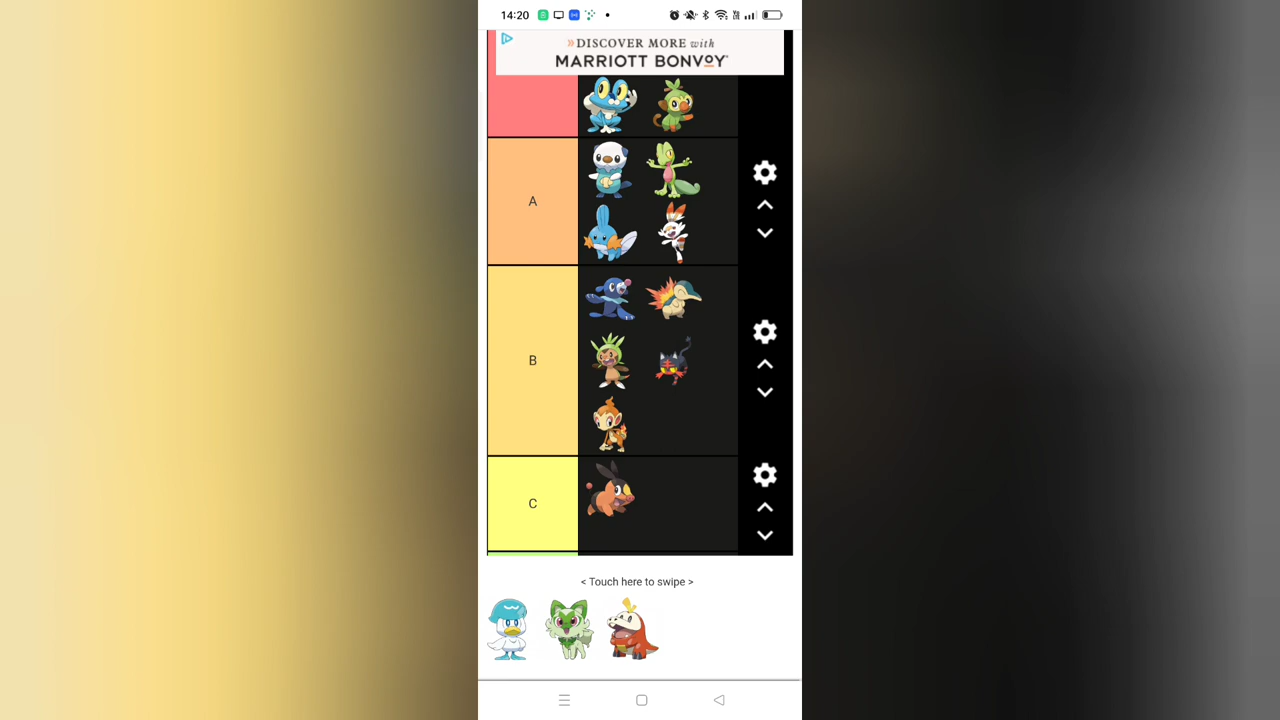 14:20
» DISCOVER MORE with
MARRIOTT BONVOY
A
B
C
< Touch here to swipe >